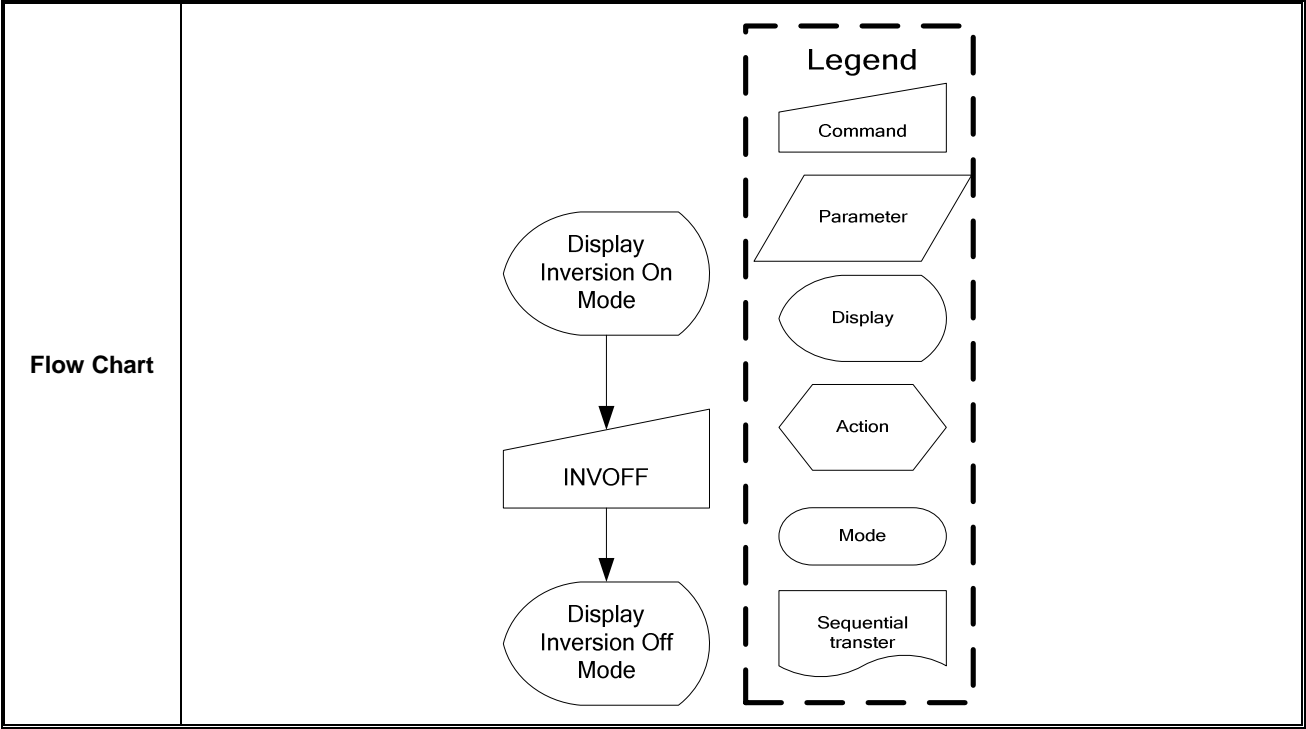 Flow Chart
Display
Inversion On
Mode
INVOFF
Display
Inversion Off
Mode
Legend
Command
Parameter
Display
Action
Mode
Sequential
transter